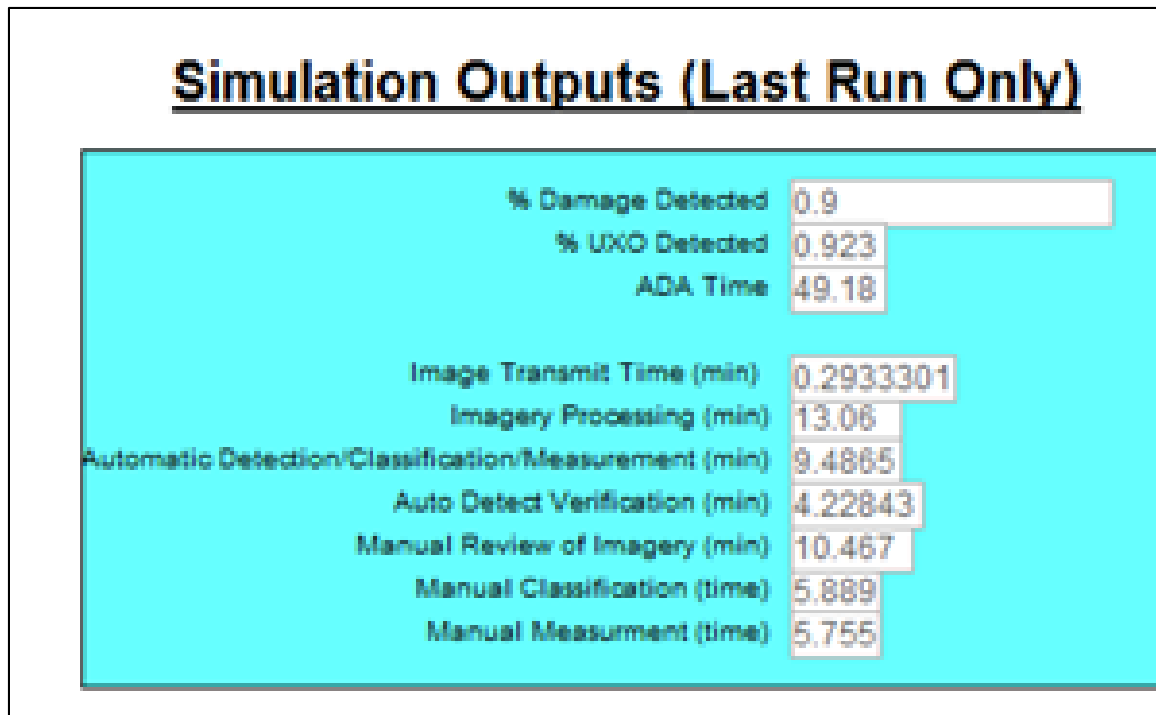 Simulation Outputs (Last Run Only)
% Damage Detected 0.9
% UXO Detected 0.923
ADA Time 49.18
Image Transmit Time (min) 0.2933301
Imagery Processing (min) 13.06
Automatic Detection/Classification/Measurement (min) 9.4865
Auto Detect Verification (min) 4.22843
Manual Review of Imagery (min) 10.467
Manual Classification (time) 5.889
Manual Measurment (time) 5.755